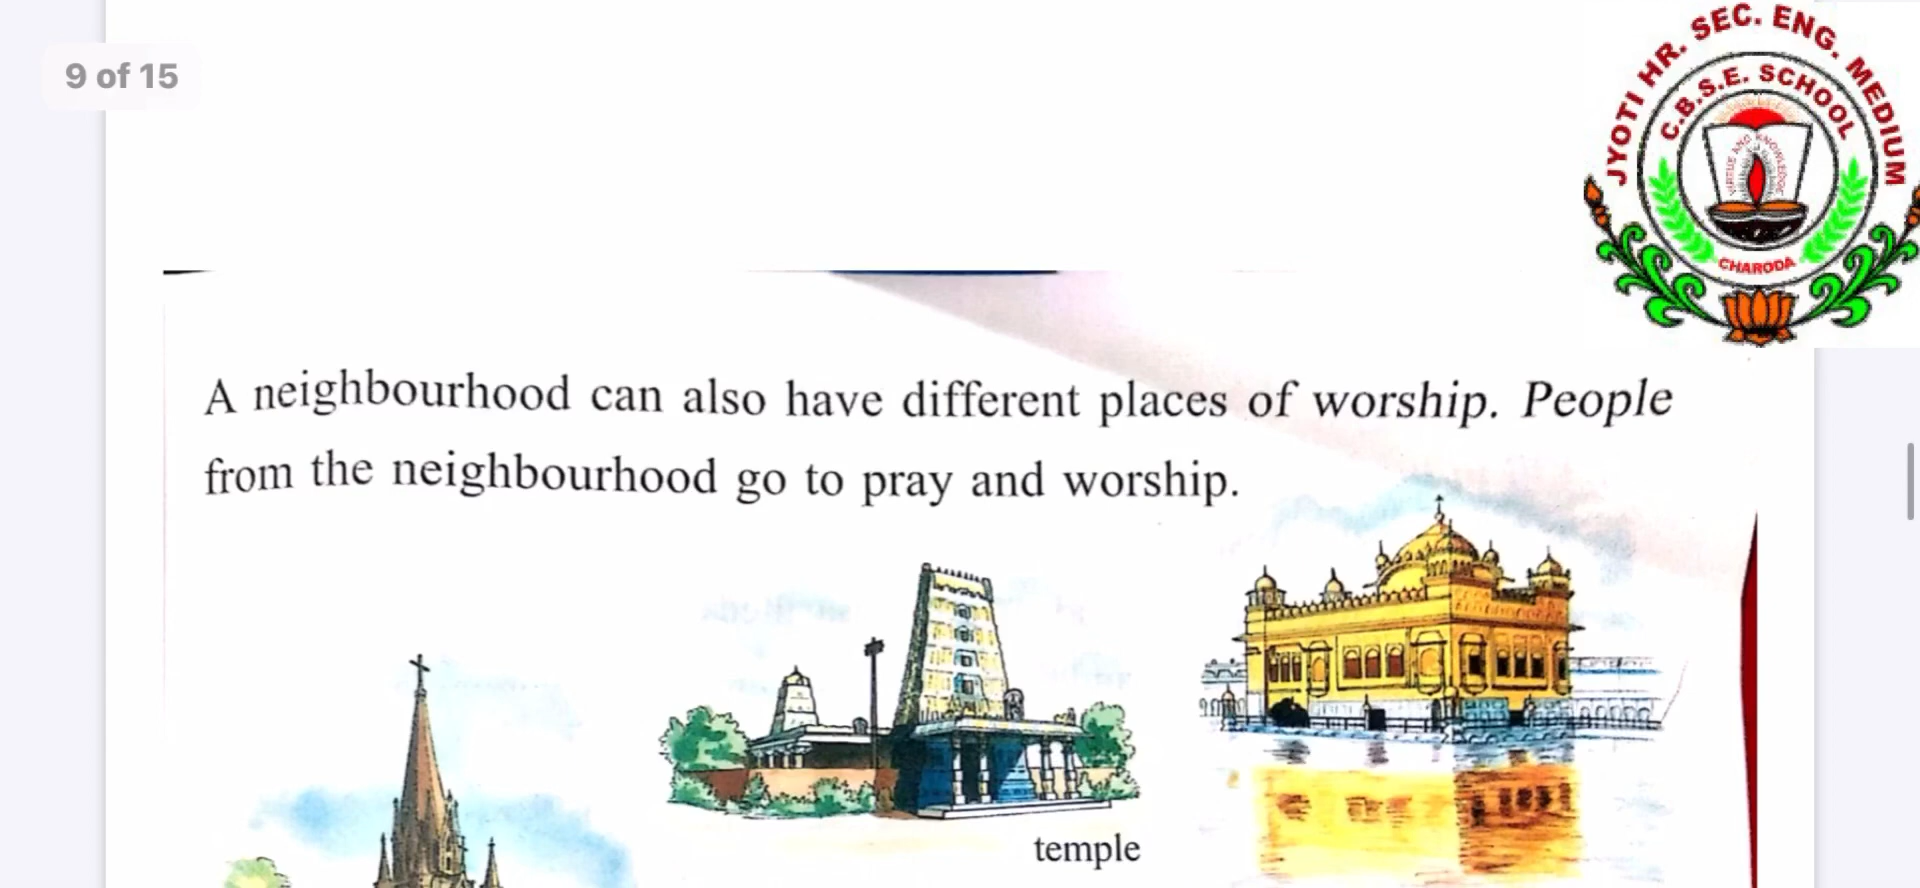 9 of 15
JYOTI HR. SEC. ENG. MEDIUM
C.B.S.E. SCHOOL
CHARODA
A neighbourhood can also have different places of worship. People
from the neighbourhood go to pray and worship.
temple